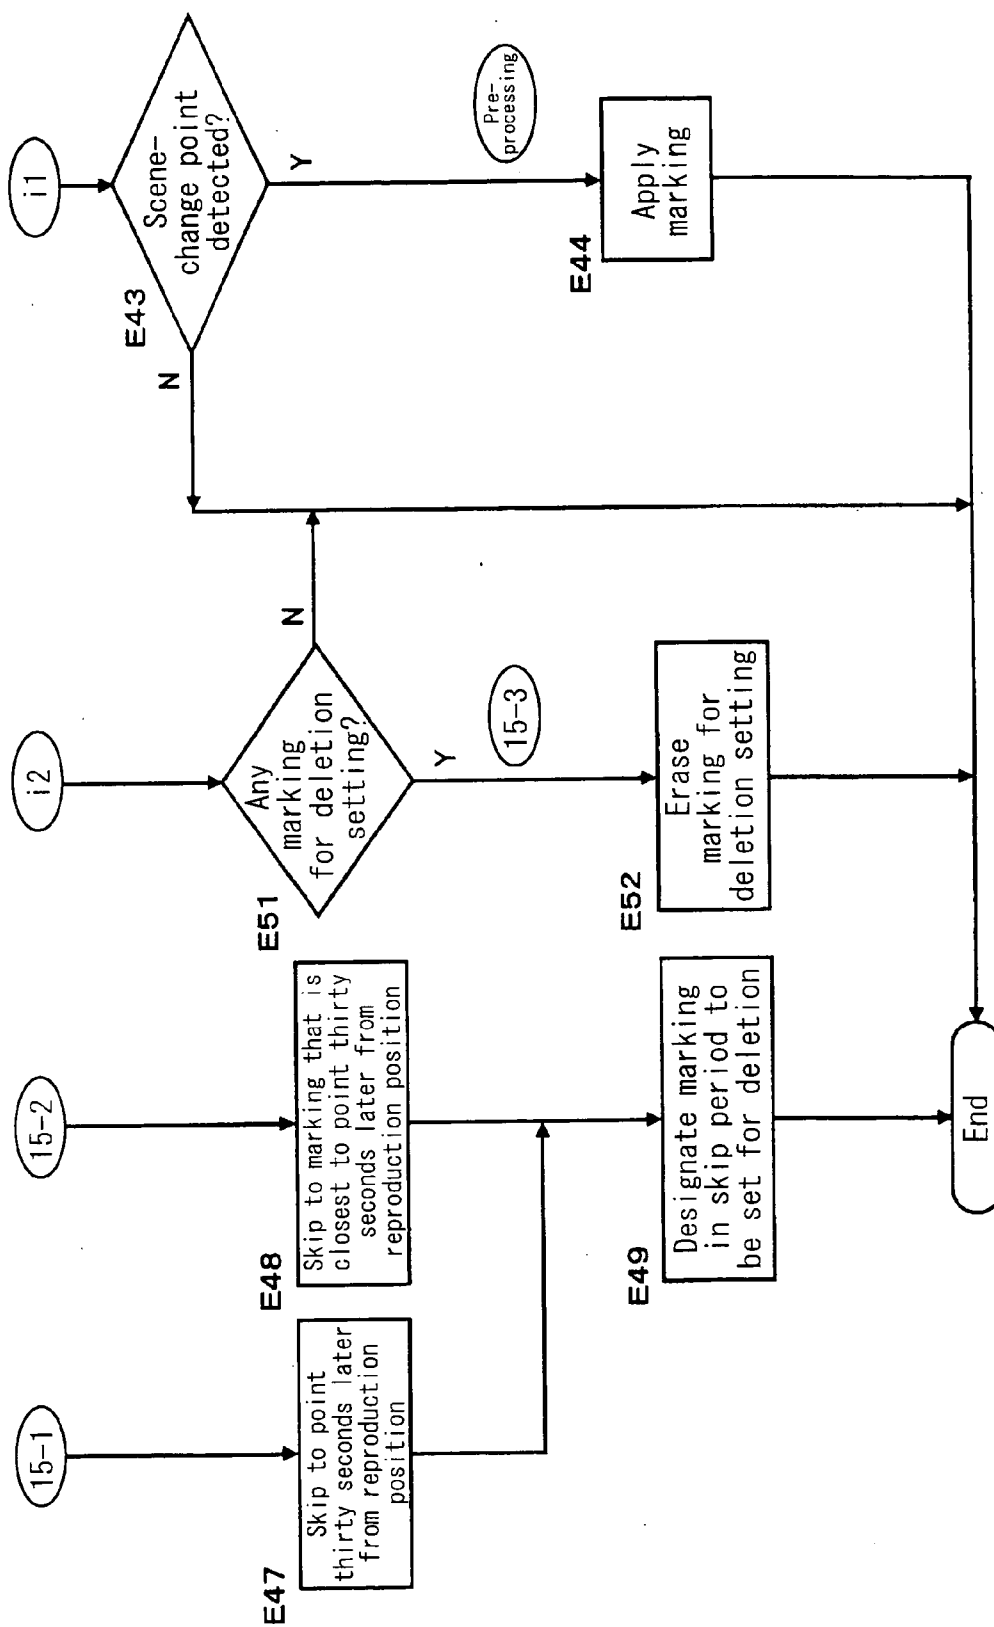 15-1
E47
Skip to point
thirty seconds later
from reproduction
position
15-2
E48
Skip to marking that is
closest to point thirty
seconds later from
reproduction position
E49
Designate marking
in skip period to
be set for deletion
i2
E51
Any
marking
for deletion
setting?
N
Y
15-3
E52
Erase
marking for
deletion setting
i1
E43
Scene-
change point
detected?
N
Y
Pre-
processing
E44
Apply
marking
End